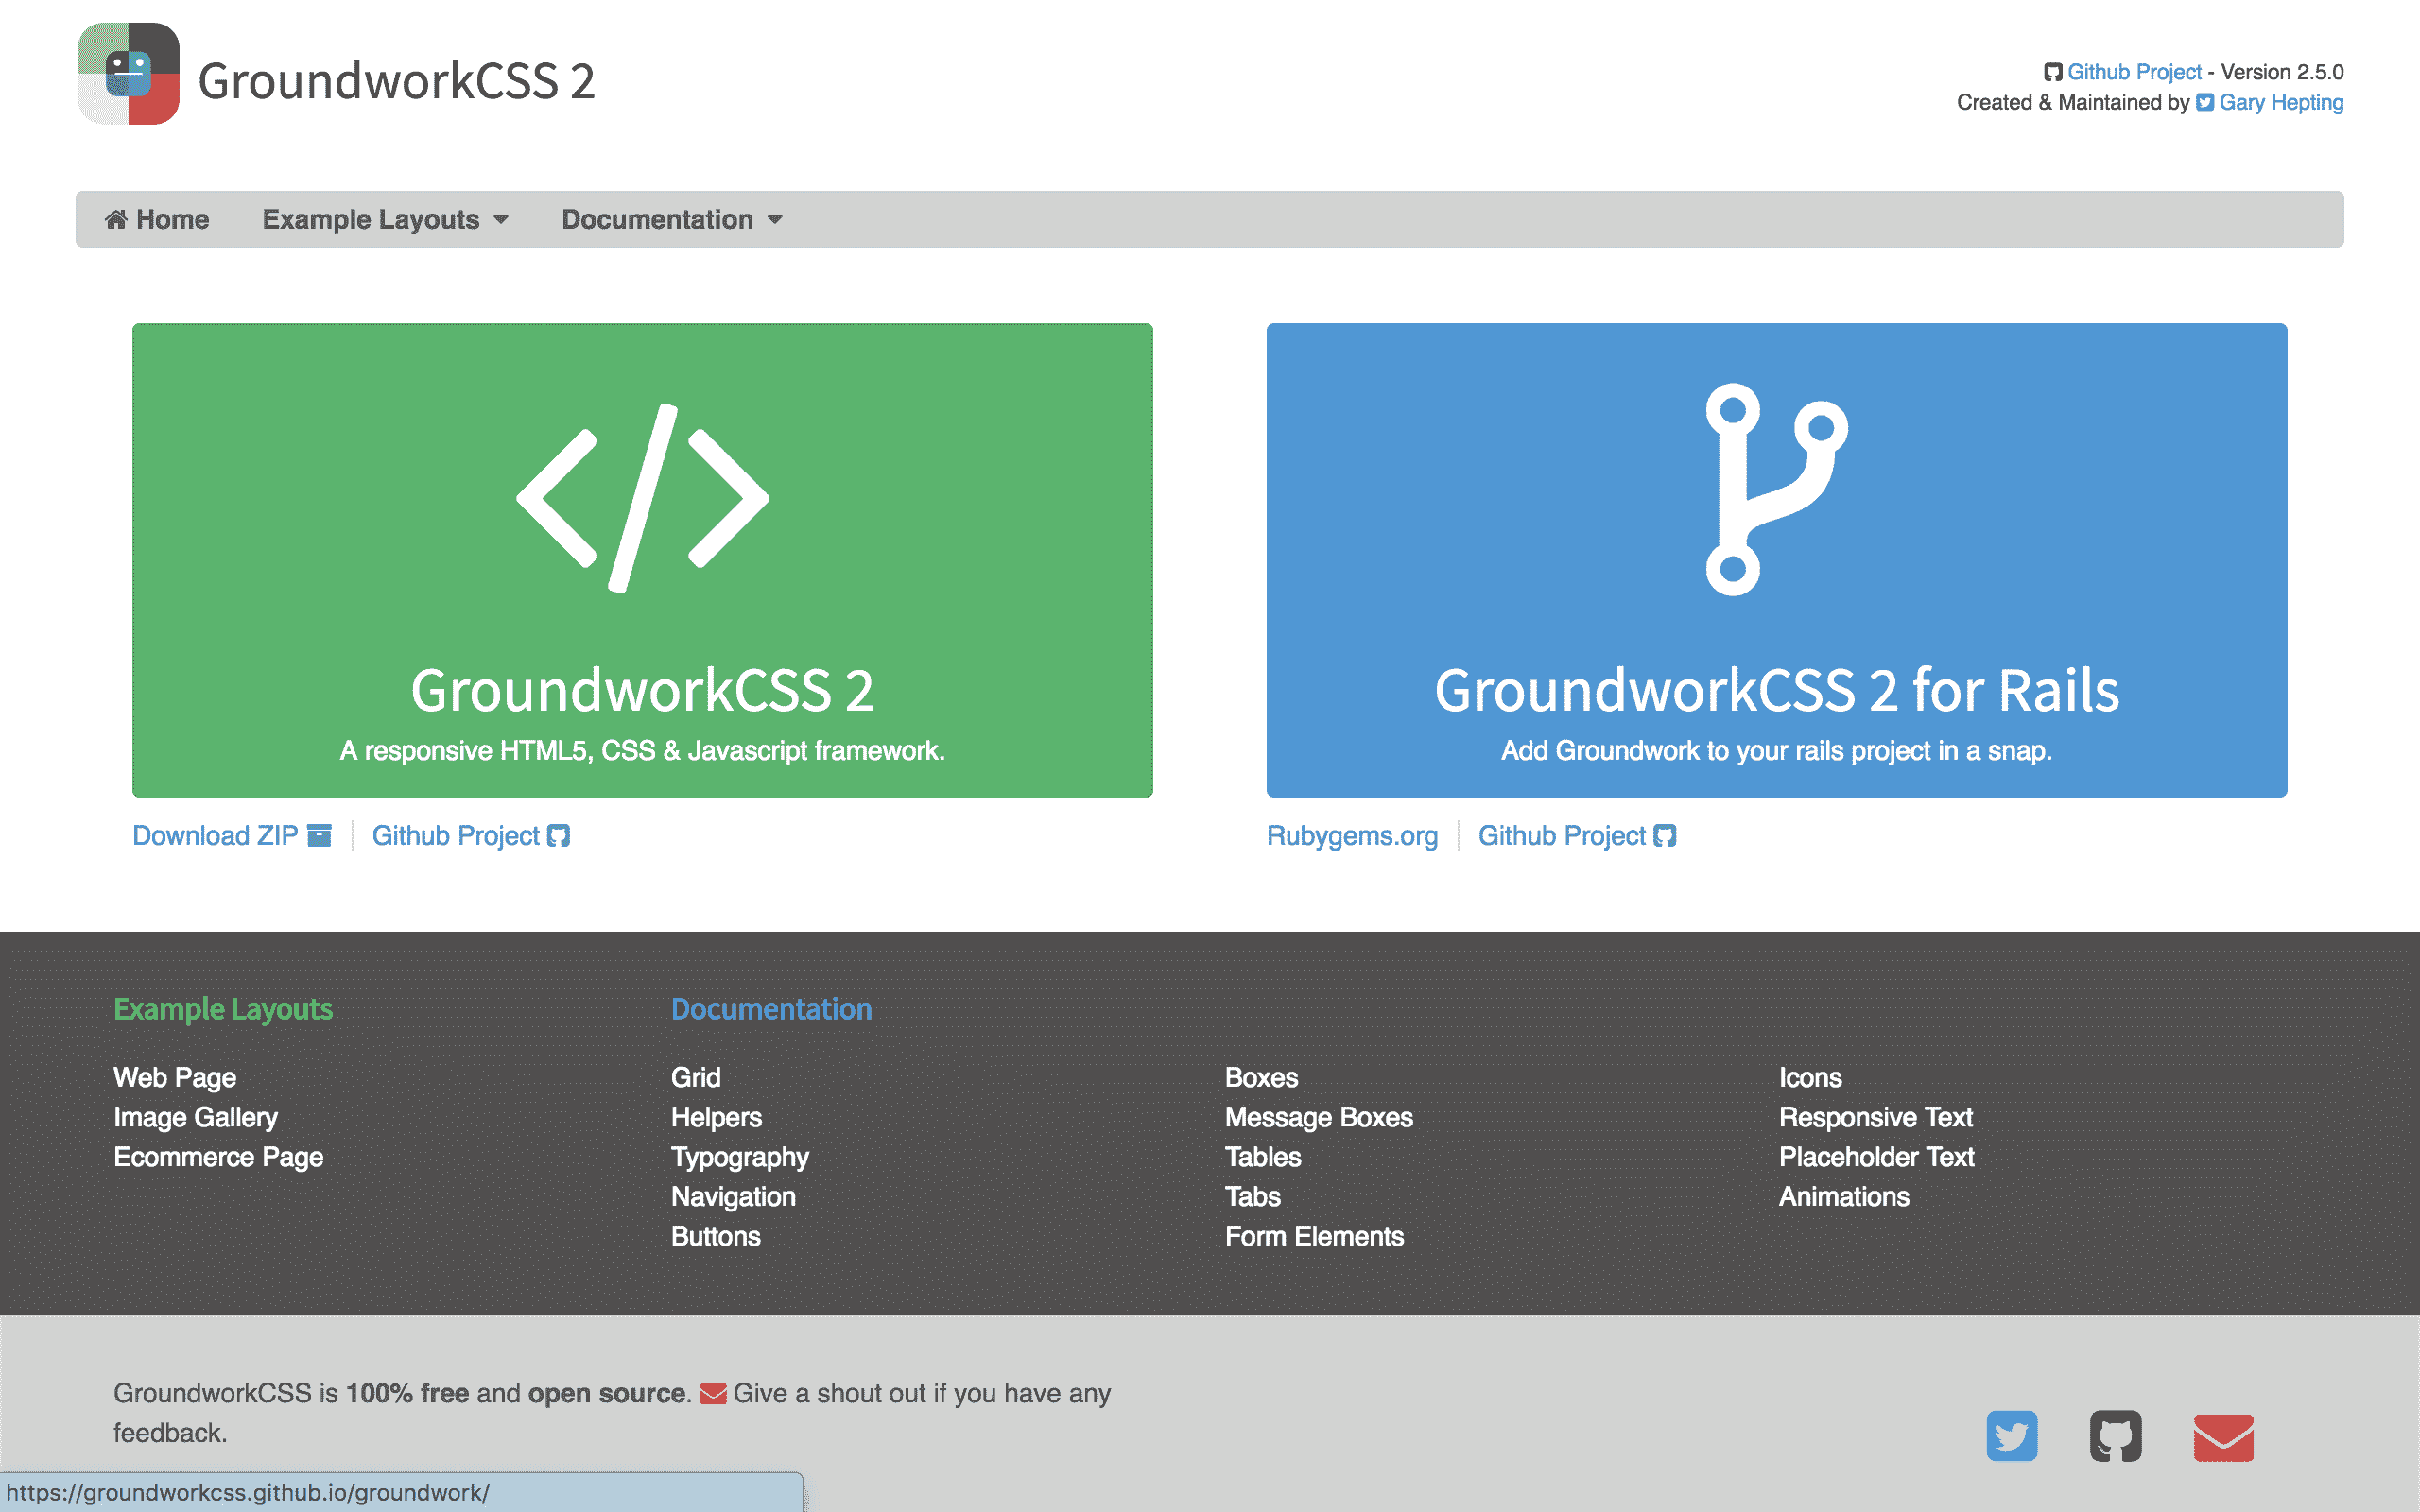 GroundworkCSS 2
Github Project - Version 2.5.0
Created & Maintained by Gary Hepting
Home Example Layouts Documentation
GroundworkCSS 2
A responsive HTML5, CSS & Javascript framework.
Download ZIP Github Project
GroundworkCSS 2 for Rails
Add Groundwork to your rails project in a snap.
Rubygems.org Github Project
Example Layouts
Web Page
Image Gallery
Ecommerce Page
Documentation
Grid
Helpers
Typography
Navigation
Buttons
Boxes
Message Boxes
Tables
Tabs
Form Elements
Icons
Responsive Text
Placeholder Text
Animations
GroundworkCSS is 100% free and open source. Give a shout out if you have any
feedback.
https://groundworkcss.github.io/groundwork/